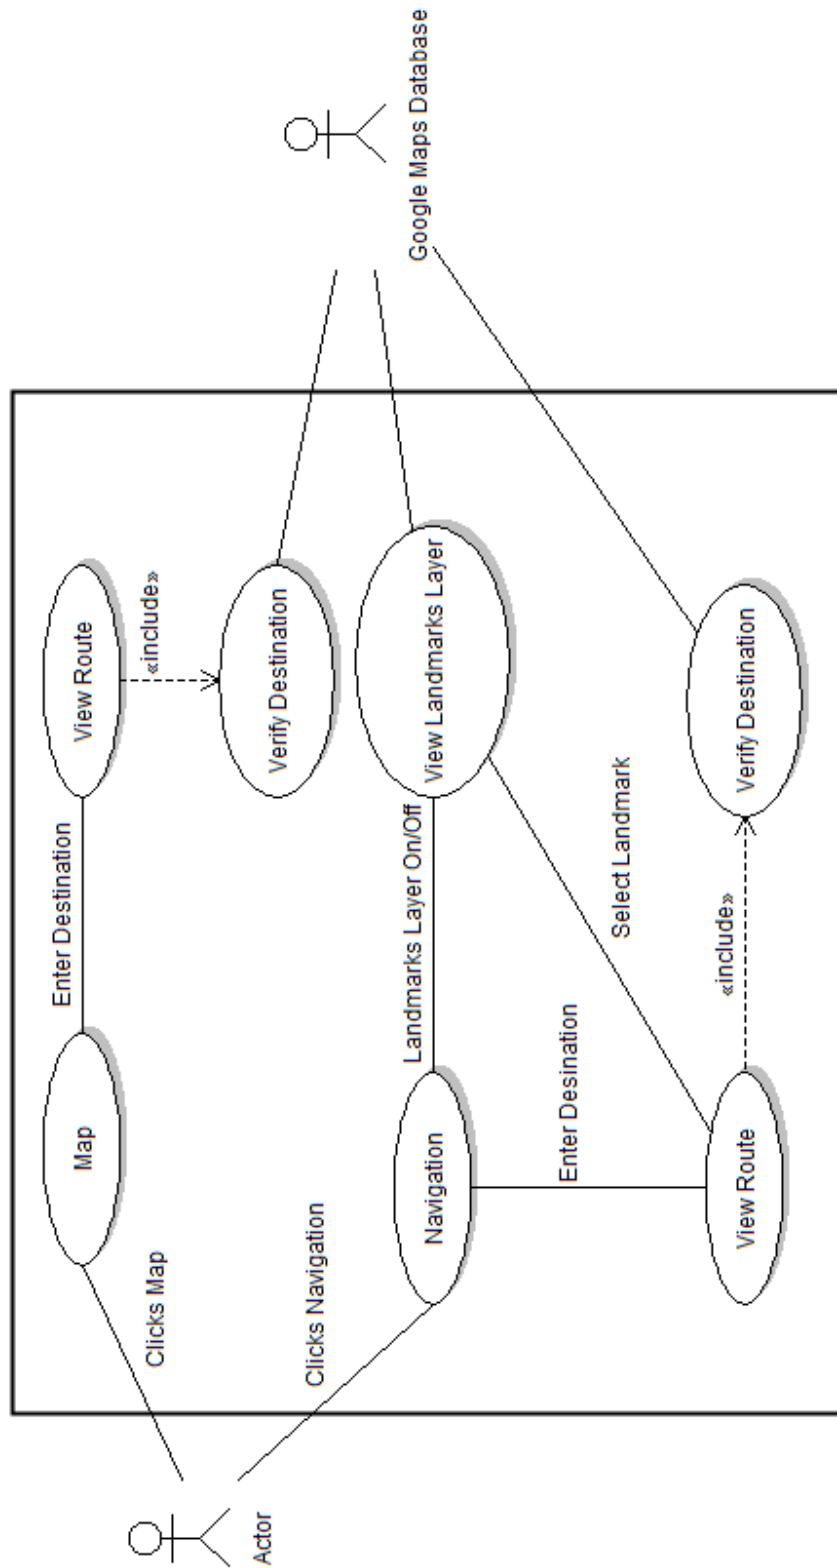 Enter Destination
Map
View Route
Clicks Map
«include»
Verify Destination
Google Maps Database
Actor
Clicks Navigation
Landmarks Layer On/Off
Navigation
View Landmarks Layer
Enter Desination
Select Landmark
«include»
View Route
Verify Destination